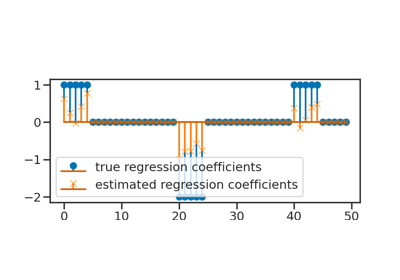 1
0
−1
−2
true regression coefficients
estimated regression coefficients
0 10 20 30 40 50